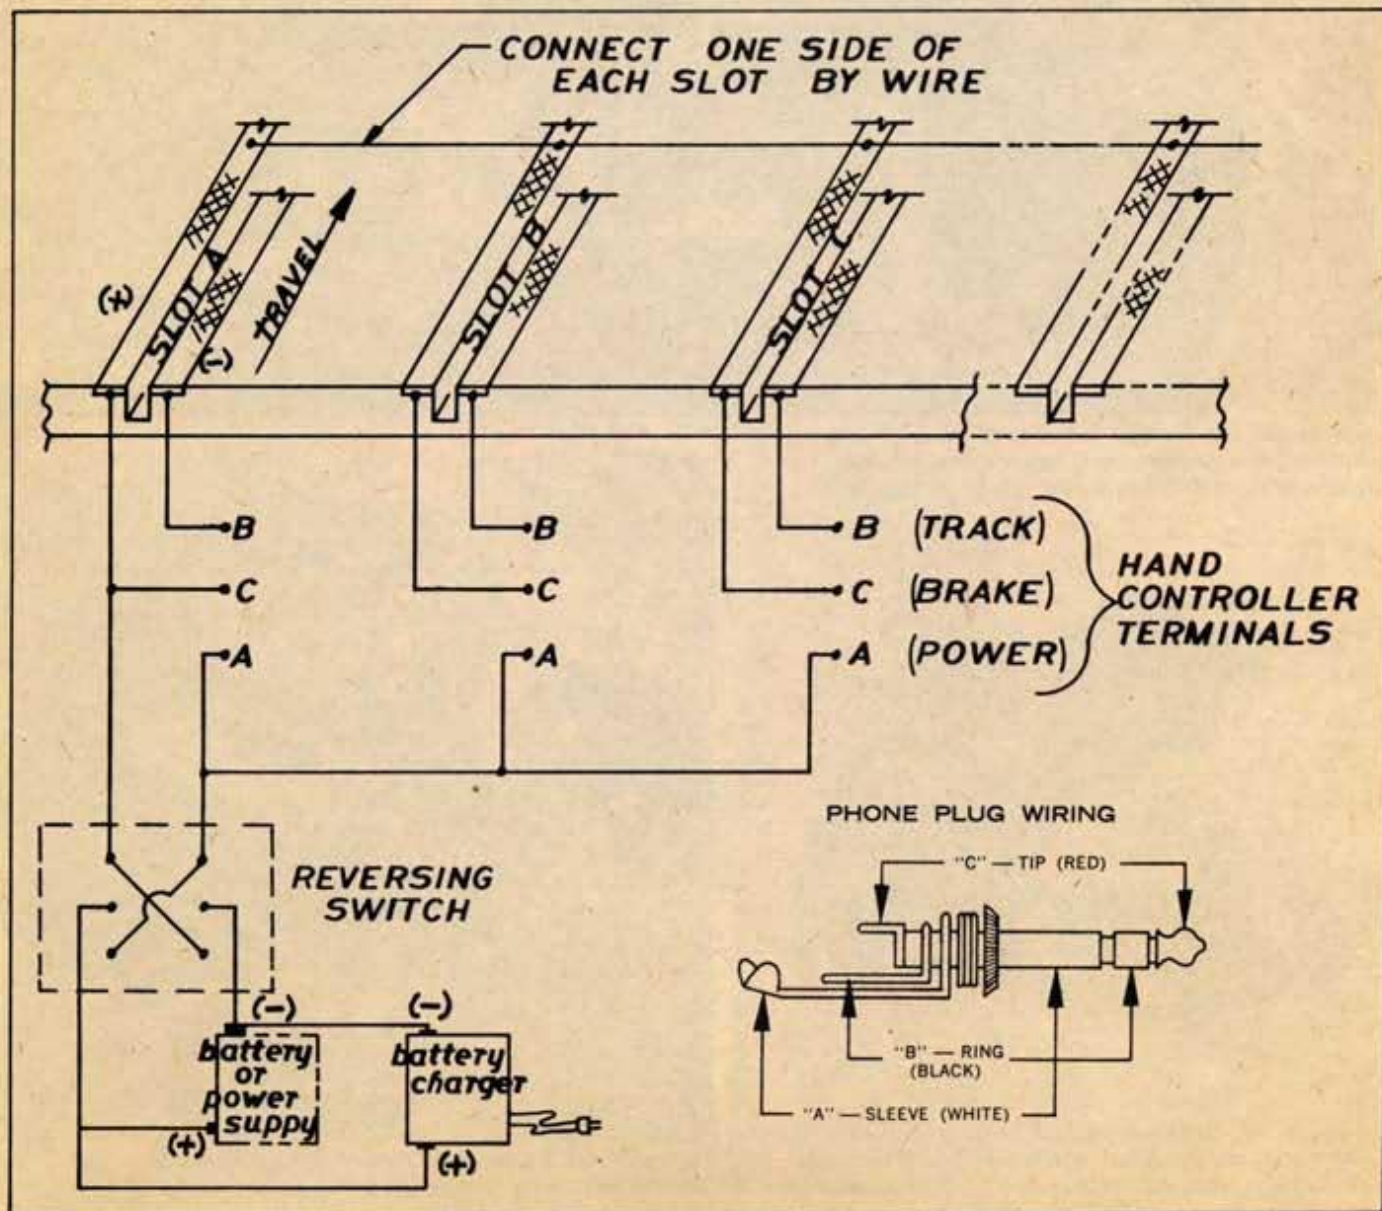 CONNECT ONE SIDE OF
EACH SLOT BY WIRE
(+)
SLOT A
(-)
TRAVEL
SLOT B
SLOT
B
C
A
B
C
A
B (TRACK)
C (BRAKE)
A (POWER)
HAND
CONTROLLER
TERMINALS
REVERSING
SWITCH
(-)
(-)
battery
or
power
supply
(+)
battery
charger
(+)
PHONE PLUG WIRING
"C" — TIP (RED)
"B" — RING
(BLACK)
"A" — SLEEVE (WHITE)